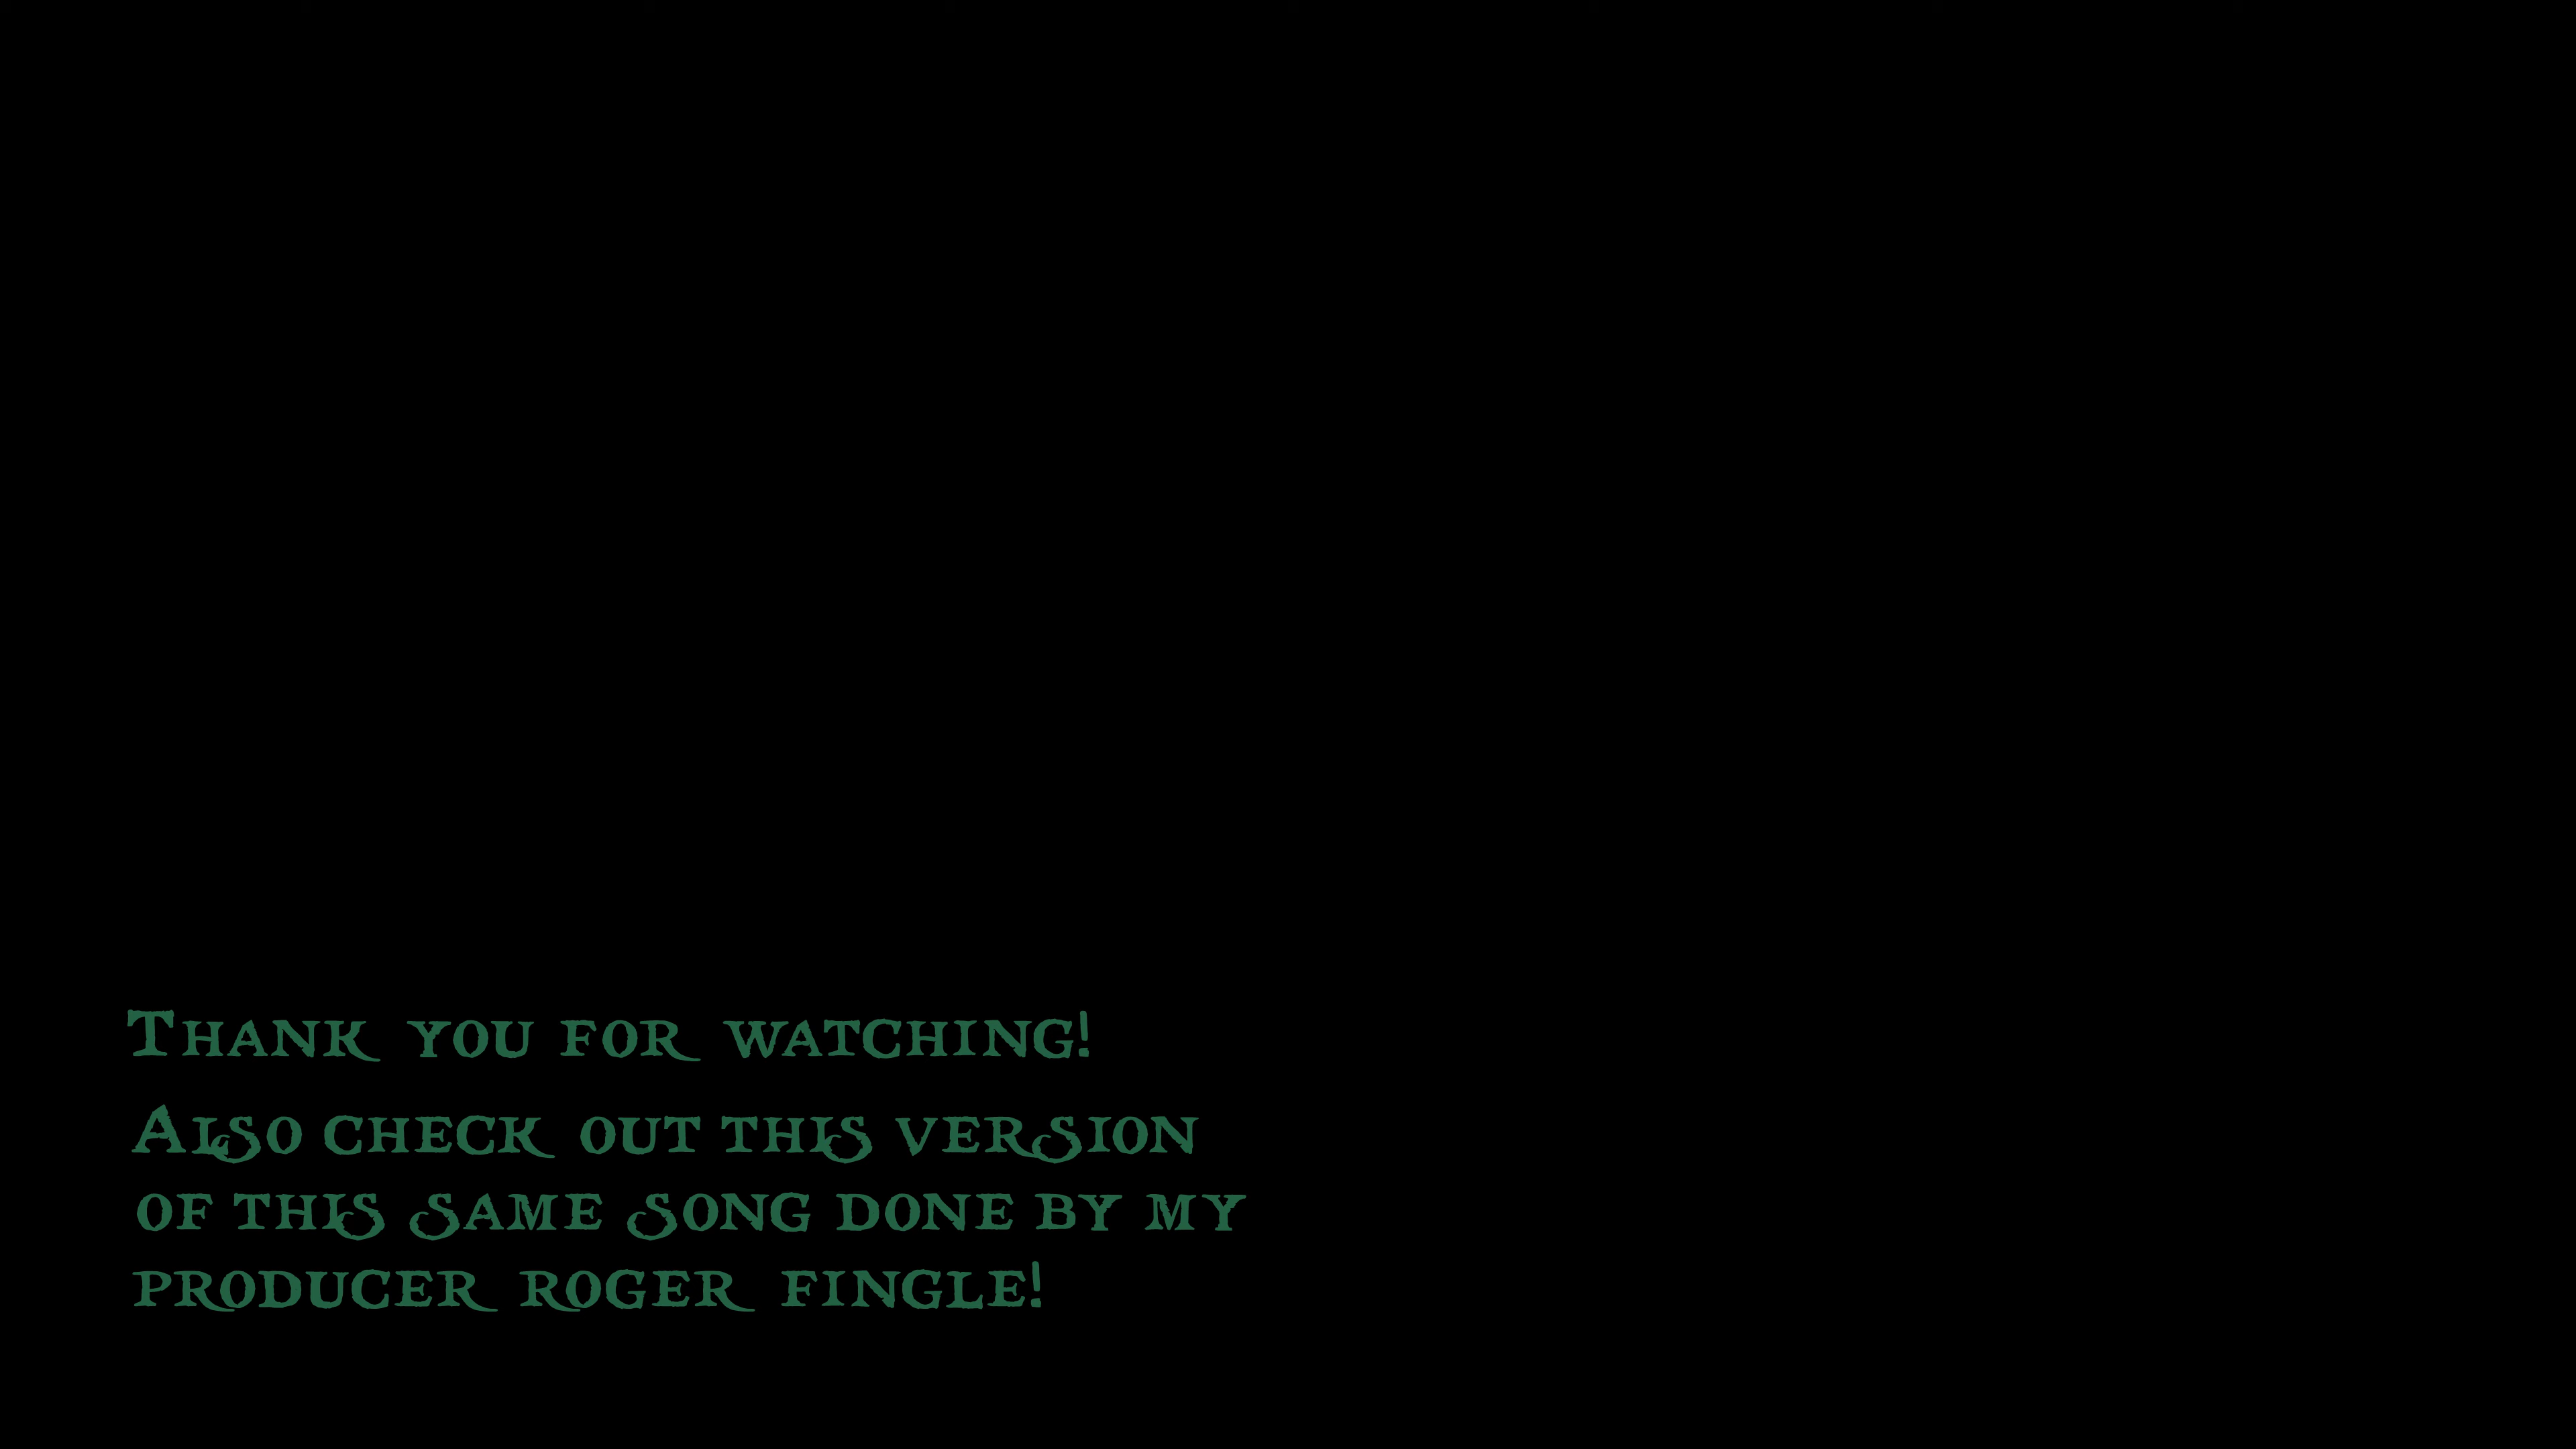 Thank you for watching!
Also check out this version
of this same song done by my
producer roger fingle!